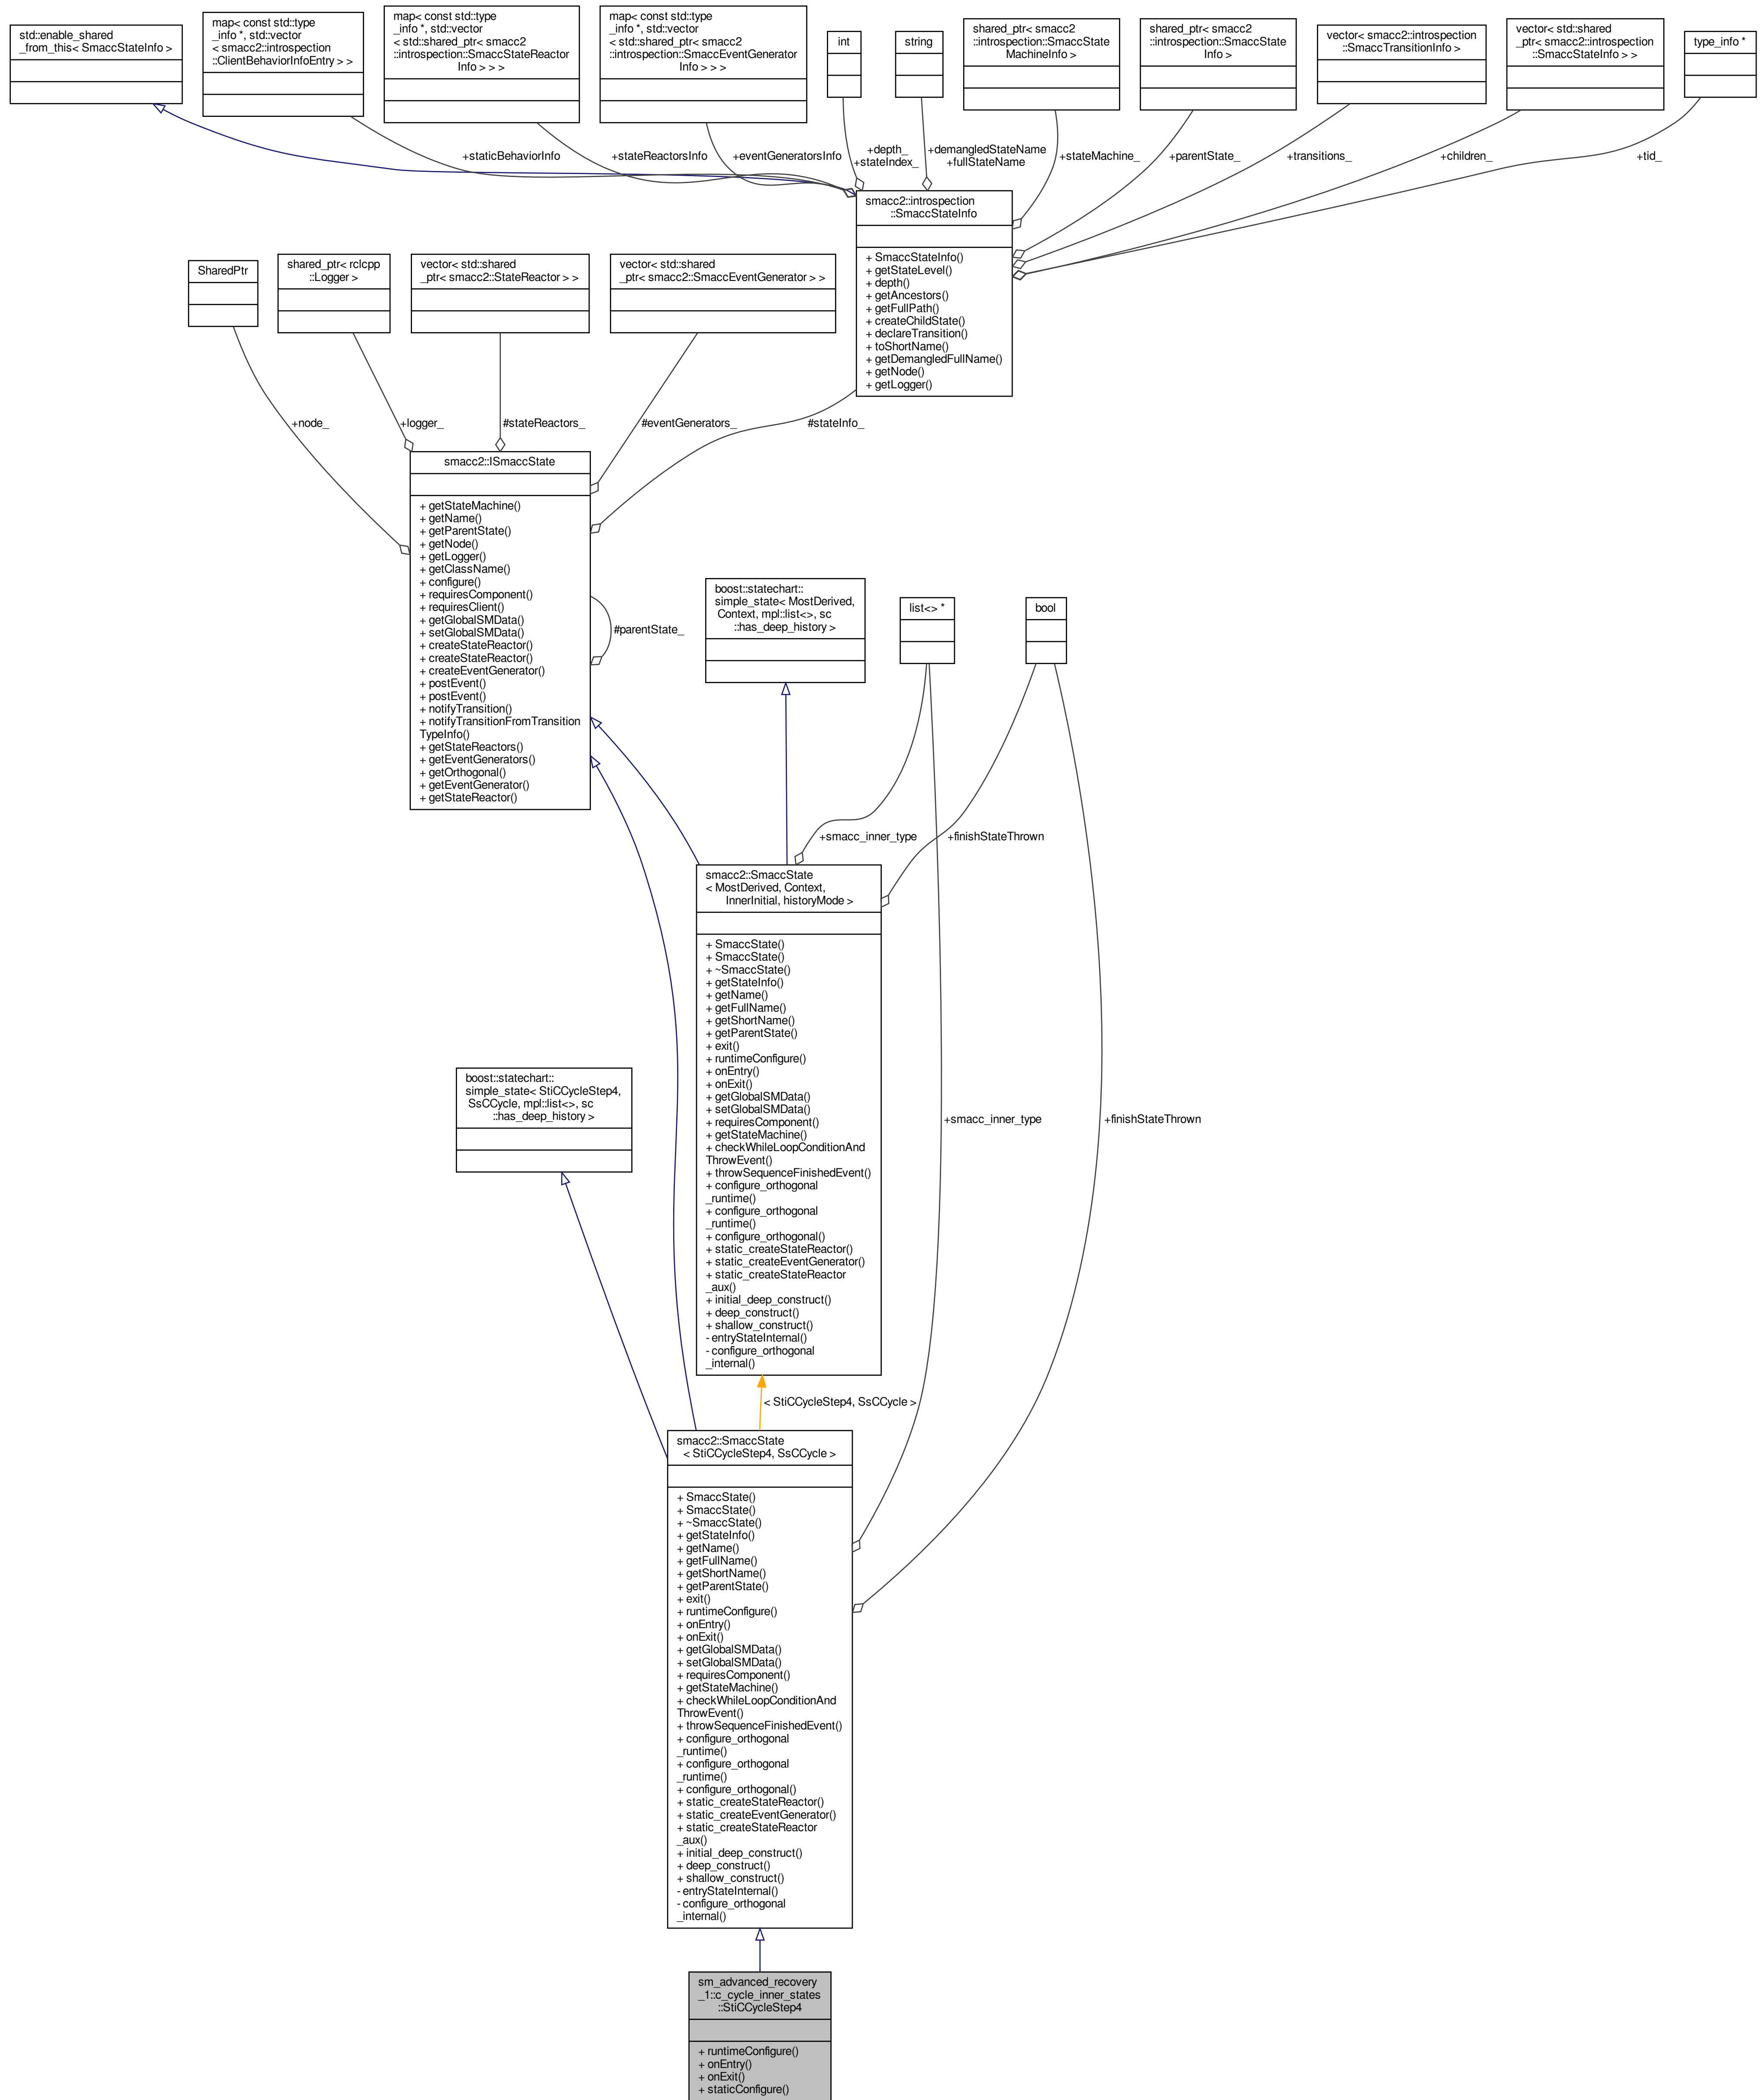 std::enable_shared
_from_this< SmaccStateInfo >
map< const std::type
_info *, std::vector
< smacc2::introspection
::ClientBehaviorInfoEntry > >
map< const std::type
_info *, std::vector
< std::shared_ptr< smacc2
::introspection::SmaccStateReactor
Info > > >
map< const std::type
_info *, std::vector
< std::shared_ptr< smacc2
::introspection::SmaccEventGenerator
Info > > >
int
string
shared_ptr< smacc2
::introspection::SmaccState
MachineInfo >
shared_ptr< smacc2
::introspection::SmaccState
Info >
vector< smacc2::introspection
::SmaccTransitionInfo >
vector< std::shared
_ptr< smacc2::introspection
::SmaccStateInfo > >
type_info *
+staticBehaviorInfo
+stateReactorsInfo
+eventGeneratorsInfo
+depth_
+stateIndex_
+demangledStateName
+fullStateName
+stateMachine_
+parentState_
+transitions_
+children_
+tid_
smacc2::introspection
::SmaccStateInfo
+ SmaccStateInfo()
+ getStateLevel()
+ depth()
+ getAncestors()
+ getFullPath()
+ createChildState()
+ declareTransition()
+ toShortName()
+ getDemangledFullName()
+ getNode()
+ getLogger()
SharedPtr
shared_ptr< rclcpp
::Logger >
vector< std::shared
_ptr< smacc2::StateReactor > >
vector< std::shared
_ptr< smacc2::SmaccEventGenerator > >
+node_
+logger_
#stateReactors_
#eventGenerators_
#stateInfo_
smacc2::ISmaccState
+ getStateMachine()
+ getName()
+ getParentState()
+ getNode()
+ getLogger()
+ getClassName()
+ configure()
+ requiresComponent()
+ requiresClient()
+ getGlobalSMData()
+ setGlobalSMData()
+ createStateReactor()
+ createStateReactor()
+ createEventGenerator()
+ postEvent()
+ postEvent()
+ notifyTransition()
+ notifyTransitionFromTransition
TypeInfo()
+ getStateReactors()
+ getEventGenerators()
+ getOrthogonal()
+ getEventGenerator()
+ getStateReactor()
#parentState_
boost::statechart::
simple_state< MostDerived,
Context, mpl::list<>, sc
::has_deep_history >
list<> *
bool
+smacc_inner_type
+finishStateThrown
smacc2::SmaccState
< MostDerived, Context,
InnerInitial, historyMode >
+ SmaccState()
+ SmaccState()
+ ~SmaccState()
+ getStateInfo()
+ getName()
+ getFullName()
+ getShortName()
+ getParentState()
+ exit()
+ runtimeConfigure()
+ onEntry()
+ onExit()
+ getGlobalSMData()
+ setGlobalSMData()
+ requiresComponent()
+ getStateMachine()
+ checkWhileLoopConditionAnd
ThrowEvent()
+ throwSequenceFinishedEvent()
+ configure_orthogonal
_runtime()
+ configure_orthogonal
_runtime()
+ configure_orthogonal()
+ static_createStateReactor()
+ static_createEventGenerator()
+ static_createStateReactor
_aux()
+ initial_deep_construct()
+ deep_construct()
+ shallow_construct()
- entryStateInternal()
- configure_orthogonal
_internal()
boost::statechart::
simple_state< StiCCycleStep4,
SsCCycle, mpl::list<>, sc
::has_deep_history >
+smacc_inner_type
+finishStateThrown
< StiCCycleStep4, SsCCycle >
smacc2::SmaccState
< StiCCycleStep4, SsCCycle >
+ SmaccState()
+ SmaccState()
+ ~SmaccState()
+ getStateInfo()
+ getName()
+ getFullName()
+ getShortName()
+ getParentState()
+ exit()
+ runtimeConfigure()
+ onEntry()
+ onExit()
+ getGlobalSMData()
+ setGlobalSMData()
+ requiresComponent()
+ getStateMachine()
+ checkWhileLoopConditionAnd
ThrowEvent()
+ throwSequenceFinishedEvent()
+ configure_orthogonal
_runtime()
+ configure_orthogonal
_runtime()
+ configure_orthogonal()
+ static_createStateReactor()
+ static_createEventGenerator()
+ static_createStateReactor
_aux()
+ initial_deep_construct()
+ deep_construct()
+ shallow_construct()
- entryStateInternal()
- configure_orthogonal
_internal()
sm_advanced_recovery
_1::c_cycle_inner_states
::StiCCycleStep4
+ runtimeConfigure()
+ onEntry()
+ onExit()
+ staticConfigure()